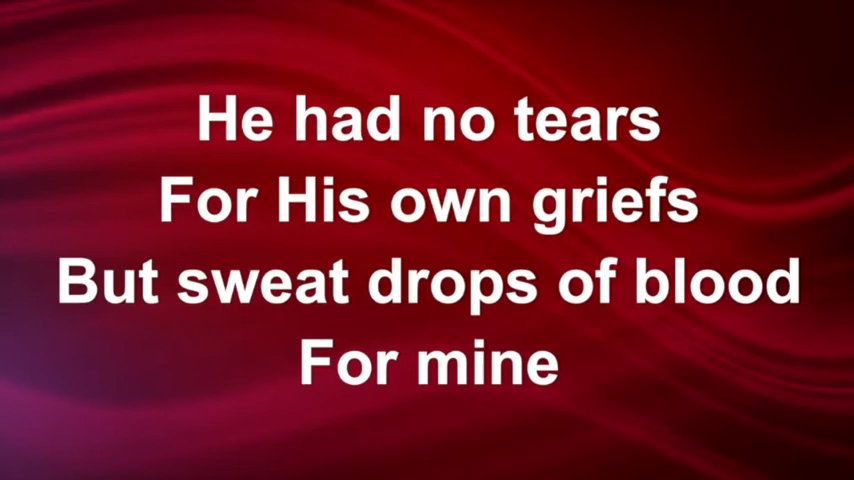 He had no tears
For His own griefs
But sweat drops of blood
For mine